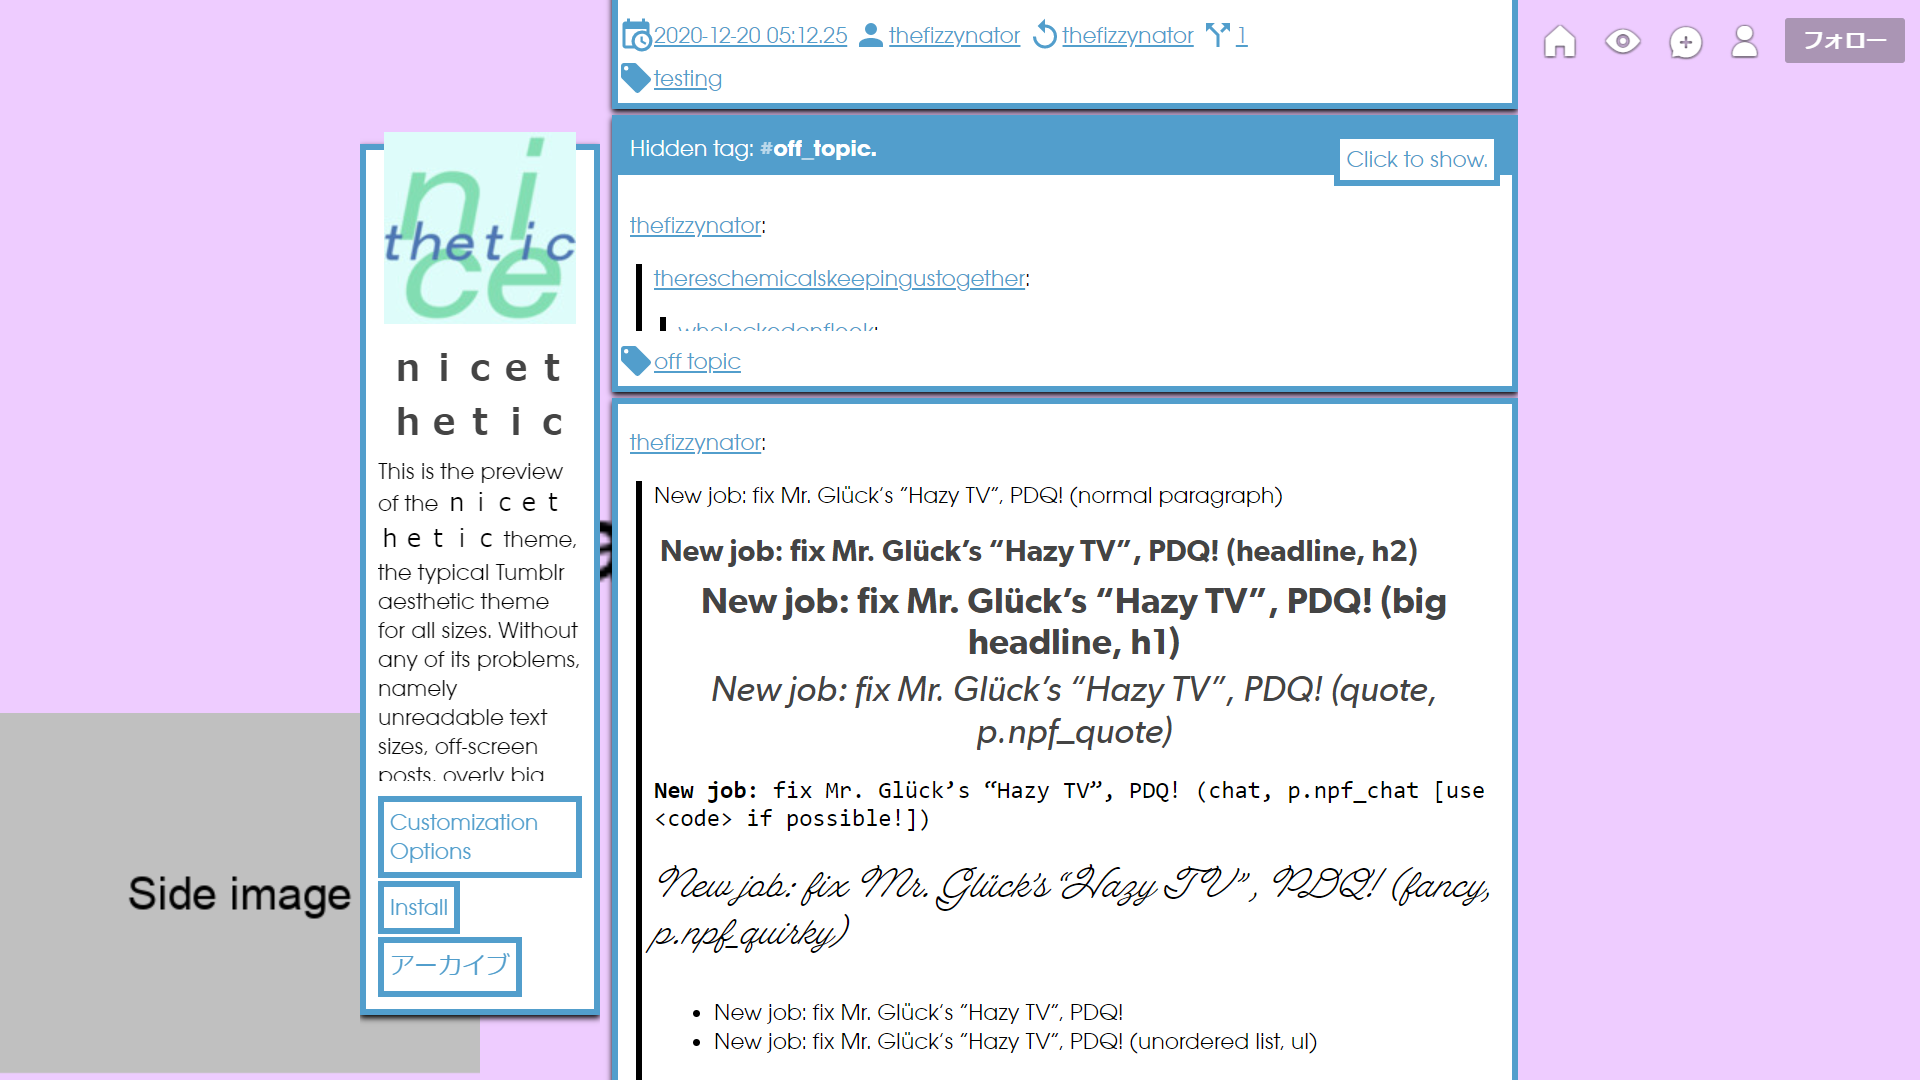 2020-12-20 05:12.25 thefizzynator thefizzynator 1
testing
フォロー
nice
thetic
n i c e t
h e t i c
This is the preview
of the n i c e t
h e t i c theme,
the typical Tumblr
aesthetic theme
for all sizes. Without
any of its problems,
namely
unreadable text
sizes, off-screen
posts, overly big
Customization
Options
Install
アーカイブ
Side image
Hidden tag: #off_topic.
Click to show.
thefizzynator:
thereschemicalskeepingustogether:
off topic
thefizzynator:
New job: fix Mr. Glück’s “Hazy TV”, PDQ! (normal paragraph)
New job: fix Mr. Glück’s “Hazy TV”, PDQ! (headline, h2)
New job: fix Mr. Glück’s “Hazy TV”, PDQ! (big
headline, h1)
New job: fix Mr. Glück’s “Hazy TV”, PDQ! (quote,
p.npf_quote)
New job: fix Mr. Glück’s “Hazy TV”, PDQ! (chat, p.npf_chat [use
<code> if possible!])
New job: fix Mr. Glück’s “Hazy TV”, PDQ! (fancy,
p.npf_quirky)
• New job: fix Mr. Glück’s “Hazy TV”, PDQ!
• New job: fix Mr. Glück’s “Hazy TV”, PDQ! (unordered list, ul)